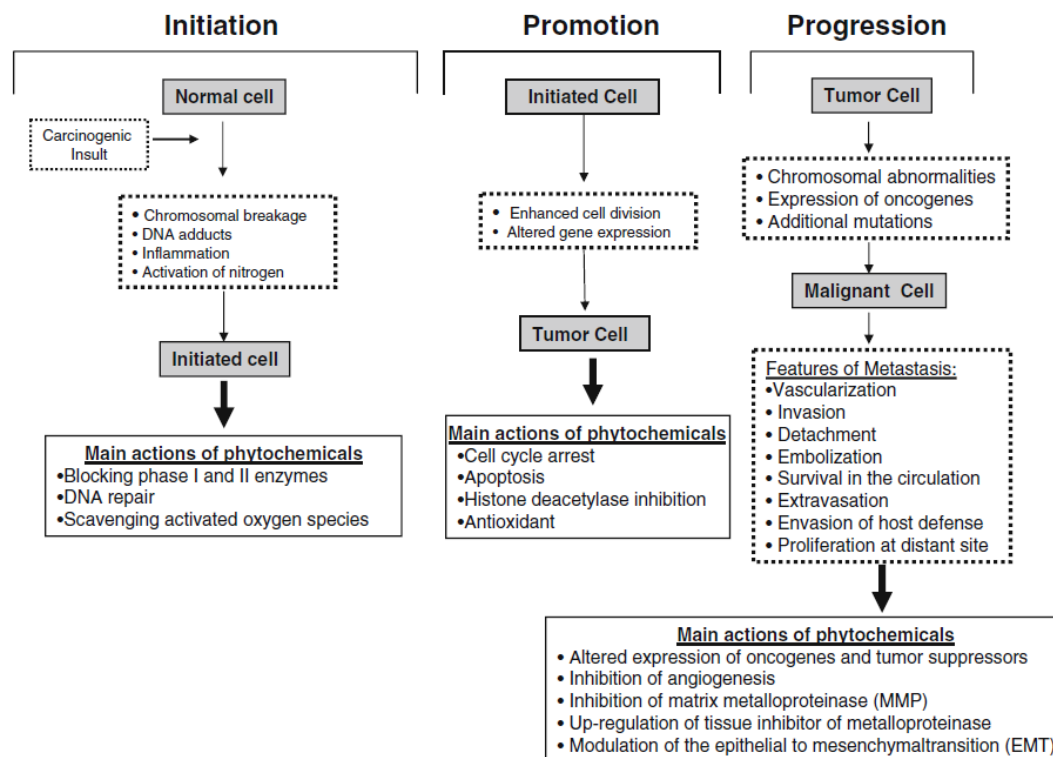 Initiation
Normal cell
Carcinogenic
Insult
• Chromosomal breakage
• DNA adducts
• Inflammation
• Activation of nitrogen
Initiated cell
Main actions of phytochemicals
•Blocking phase I and II enzymes
•DNA repair
•Scavenging activated oxygen species
Promotion
Initiated Cell
• Enhanced cell division
• Altered gene expression
Tumor Cell
Main actions of phytochemicals
•Cell cycle arrest
•Apoptosis
•Histone deacetylase inhibition
•Antioxidant
Progression
Tumor Cell
• Chromosomal abnormalities
• Expression of oncogenes
• Additional mutations
Malignant Cell
Features of Metastasis:
•Vascularization
• Invasion
• Detachment
• Embolization
• Survival in the circulation
• Extravasation
• Envasion of host defense
• Proliferation at distant site
Main actions of phytochemicals
• Altered expression of oncogenes and tumor suppressors
• Inhibition of angiogenesis
• Inhibition of matrix metalloproteinase (MMP)
• Up-regulation of tissue inhibitor of metalloproteinase
• Modulation of the epithelial to mesenchymaltransition (EMT)